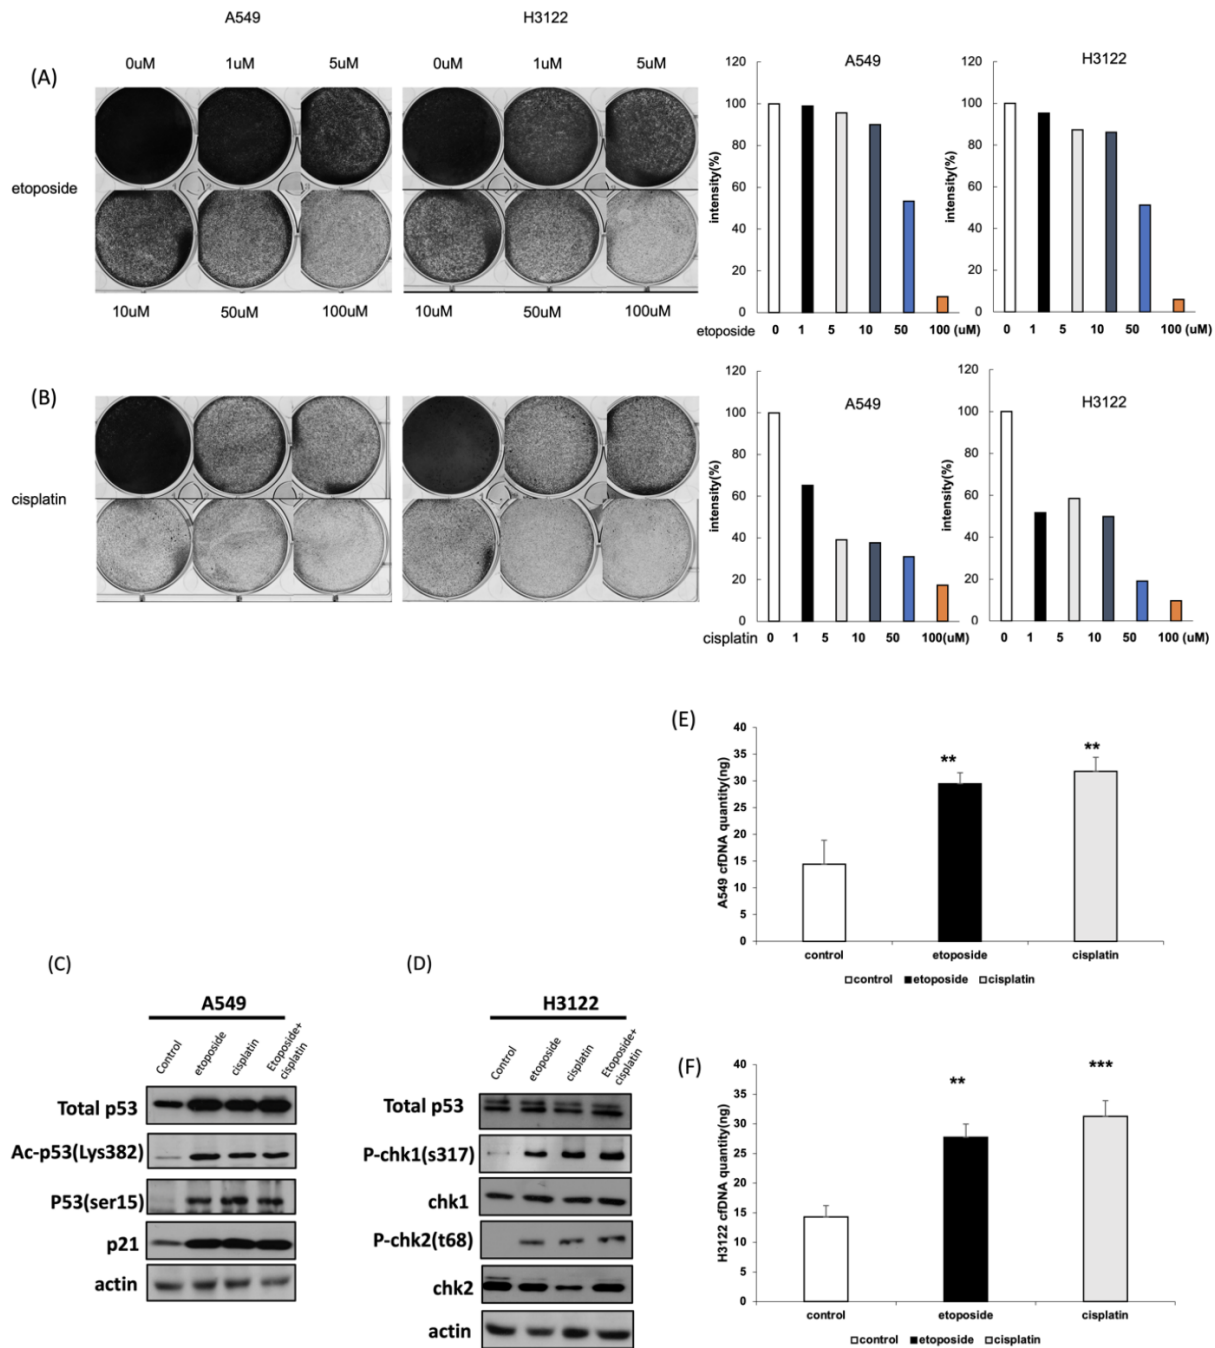 A549
H3122
0uM 1uM 5uM 0uM 1uM 5uM
(A)
etoposide
10uM 50uM 100uM 10uM 50uM 100uM
A549
intensity(%)
120
100
80
60
40
20
0
etoposide 0 1 5 10 50 100 (uM)
H3122
intensity(%)
120
100
80
60
40
20
0
0 1 5 10 50 100 (uM)
(B)
cisplatin
A549
intensity(%)
120
100
80
60
40
20
0
cisplatin 0 1 5 10 50 100(uM)
H3122
intensity(%)
120
100
80
60
40
20
0
0 1 5 10 50 100 (uM)
(C)
A549
Control etoposide cisplatin Etoposide+
cisplatin
Total p53
Ac-p53(Lys382)
P53(ser15)
p21
actin
(D)
H3122
Control etoposide cisplatin Etoposide+
cisplatin
Total p53
P-chk1(s317)
chk1
P-chk2(t68)
chk2
actin
(E)
A549 cfDNA quantity(ng)
40
35
30
25
20
15
10
5
0
** **
control etoposide cisplatin
control etoposide cisplatin
(F)
H3122 cfDNA quantity(ng)
40
35
30
25
20
15
10
5
0
** ***
control etoposide cisplatin
control etoposide cisplatin